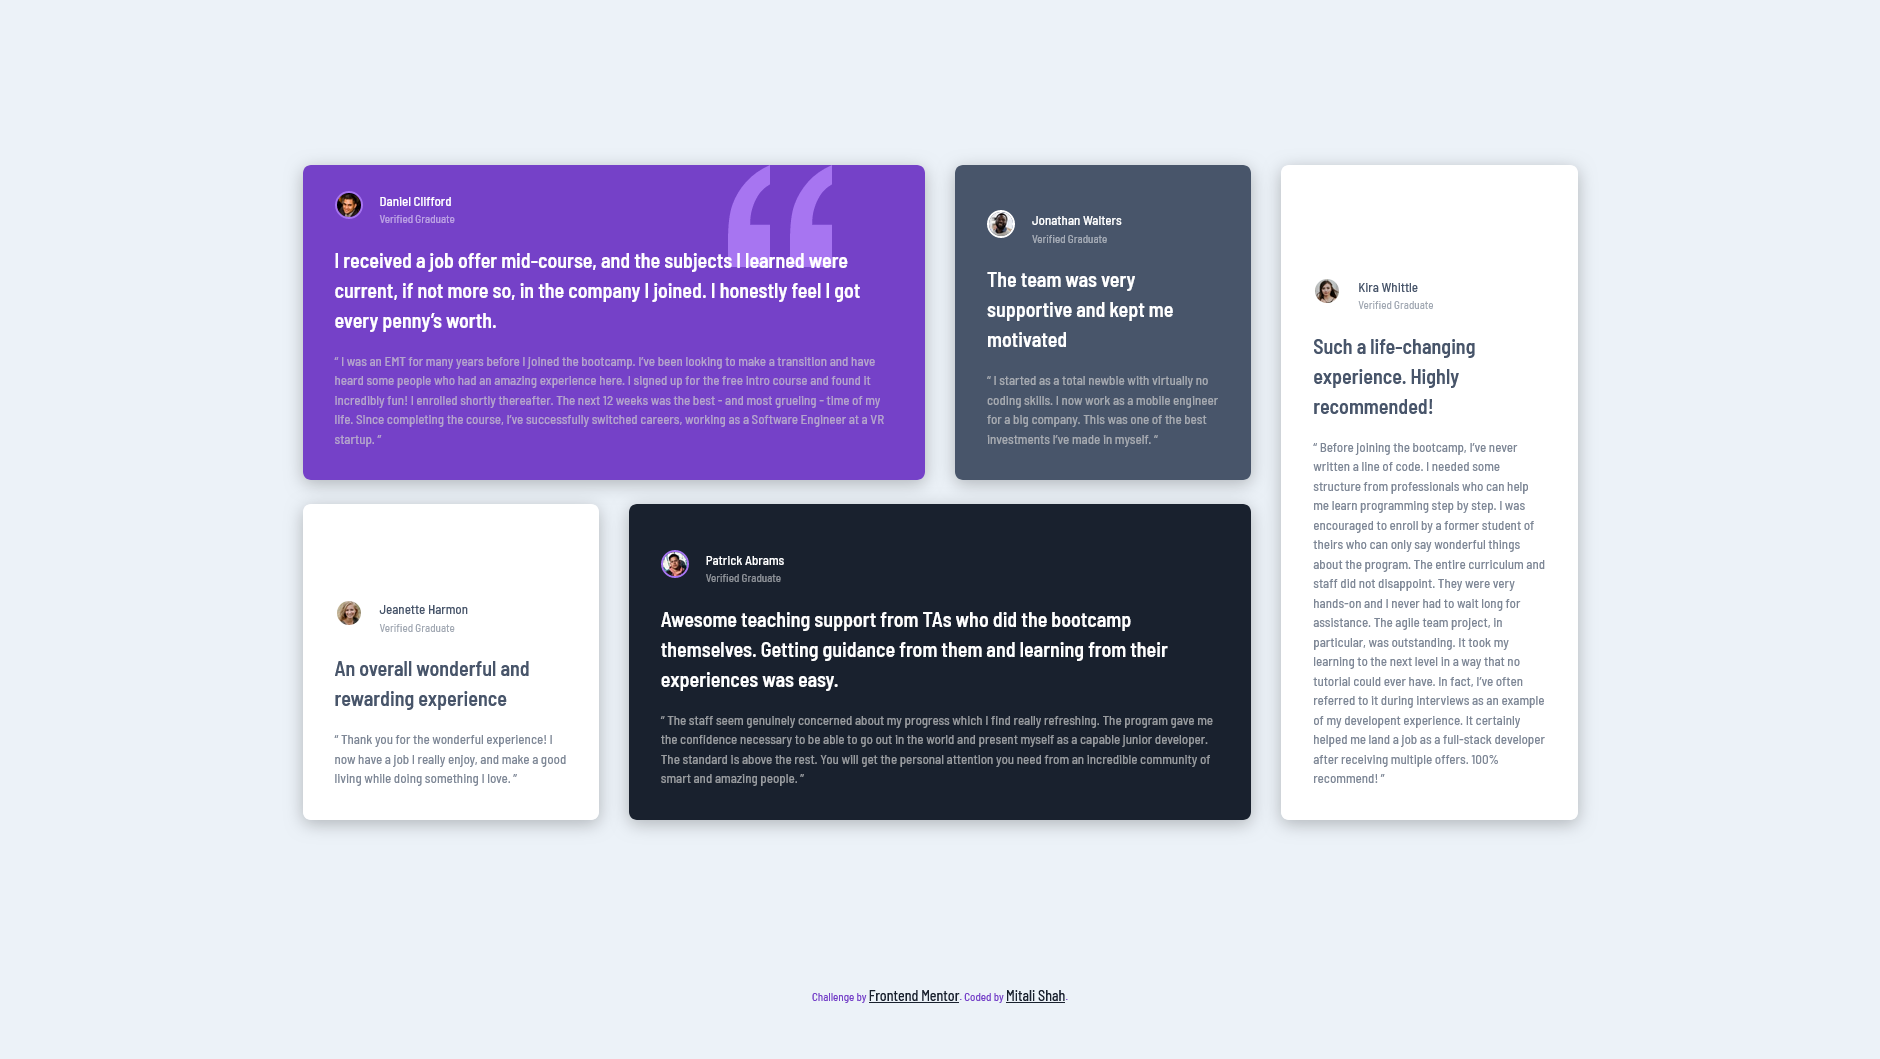 Daniel Clifford
Verified Graduate
I received a job offer mid-course, and the subjects I learned were
current, if not more so, in the company I joined. I honestly feel I got
every penny’s worth.
“ I was an EMT for many years before I joined the bootcamp. I’ve been looking to make a transition and have
heard some people who had an amazing experience here. I signed up for the free intro course and found it
incredibly fun! I enrolled shortly thereafter. The next 12 weeks was the best - and most grueling - time of my
life. Since completing the course, I’ve successfully switched careers, working as a Software Engineer at a VR
startup. ”
Jonathan Walters
Verified Graduate
The team was very
supportive and kept me
motivated
“ I started as a total newbie with virtually no
coding skills. I now work as a mobile engineer
for a big company. This was one of the best
investments I’ve made in myself. ”
Kira Whittle
Verified Graduate
Such a life-changing
experience. Highly
recommended!
“ Before joining the bootcamp, I’ve never
written a line of code. I needed some
structure from professionals who can help
me learn programming step by step. I was
encouraged to enroll by a former student of
theirs who can only say wonderful things
about the program. The entire curriculum and
staff did not disappoint. They were very
hands-on and I never had to wait long for
assistance. The agile team project, in
particular, was outstanding. It took my
learning to the next level in a way that no
tutorial could ever have. In fact, I’ve often
referred to it during interviews as an example
of my developent experience. It certainly
helped me land a job as a full-stack developer
after receiving multiple offers. 100%
recommend! ”
Jeanette Harmon
Verified Graduate
An overall wonderful and
rewarding experience
“ Thank you for the wonderful experience! I
now have a job I really enjoy, and make a good
living while doing something I love. ”
Patrick Abrams
Verified Graduate
Awesome teaching support from TAs who did the bootcamp
themselves. Getting guidance from them and learning from their
experiences was easy.
“ The staff seem genuinely concerned about my progress which I find really refreshing. The program gave me
the confidence necessary to be able to go out in the world and present myself as a capable junior developer.
The standard is above the rest. You will get the personal attention you need from an incredible community of
smart and amazing people. ”
Challenge by Frontend Mentor. Coded by Mitali Shah.